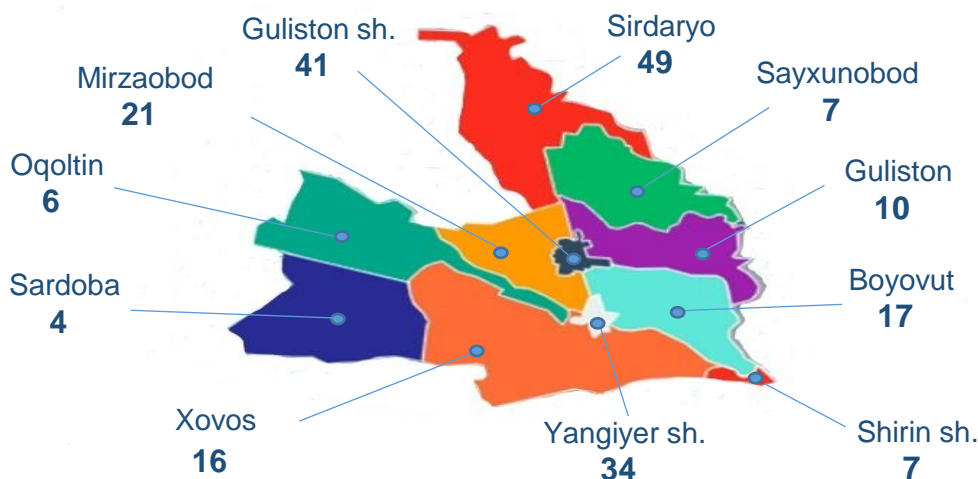 Guliston sh.
41
Sirdaryo
49
Mirzaobod
21
Sayxunobod
7
Oqoltin
6
Guliston
10
Sardoba
4
Boyovut
17
Xovos
16
Yangiyer sh.
34
Shirin sh.
7